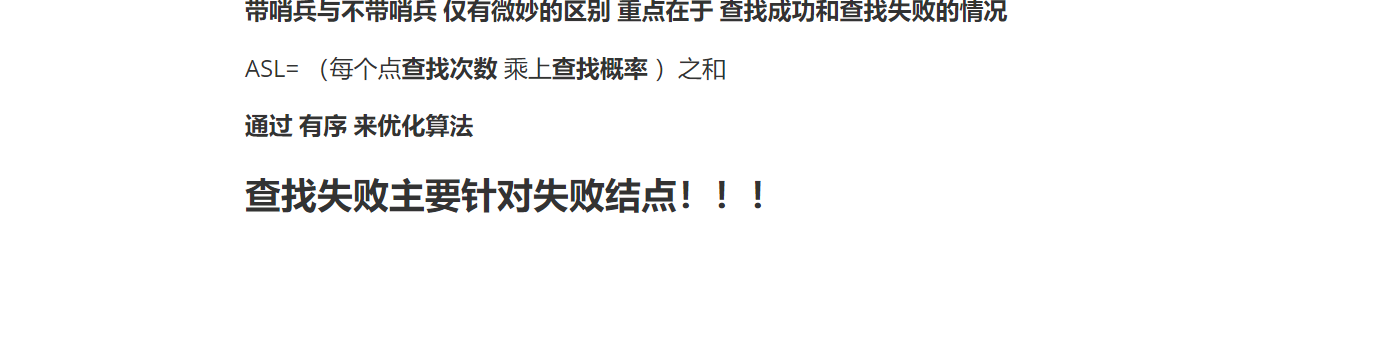 带哨兵与不带哨兵 仅有微妙的区别 重点在于 查找成功和查找失败的情况
ASL= （每个点查找次数 乘上查找概率 ）之和
通过 有序 来优化算法
查找失败主要针对失败结点！！！